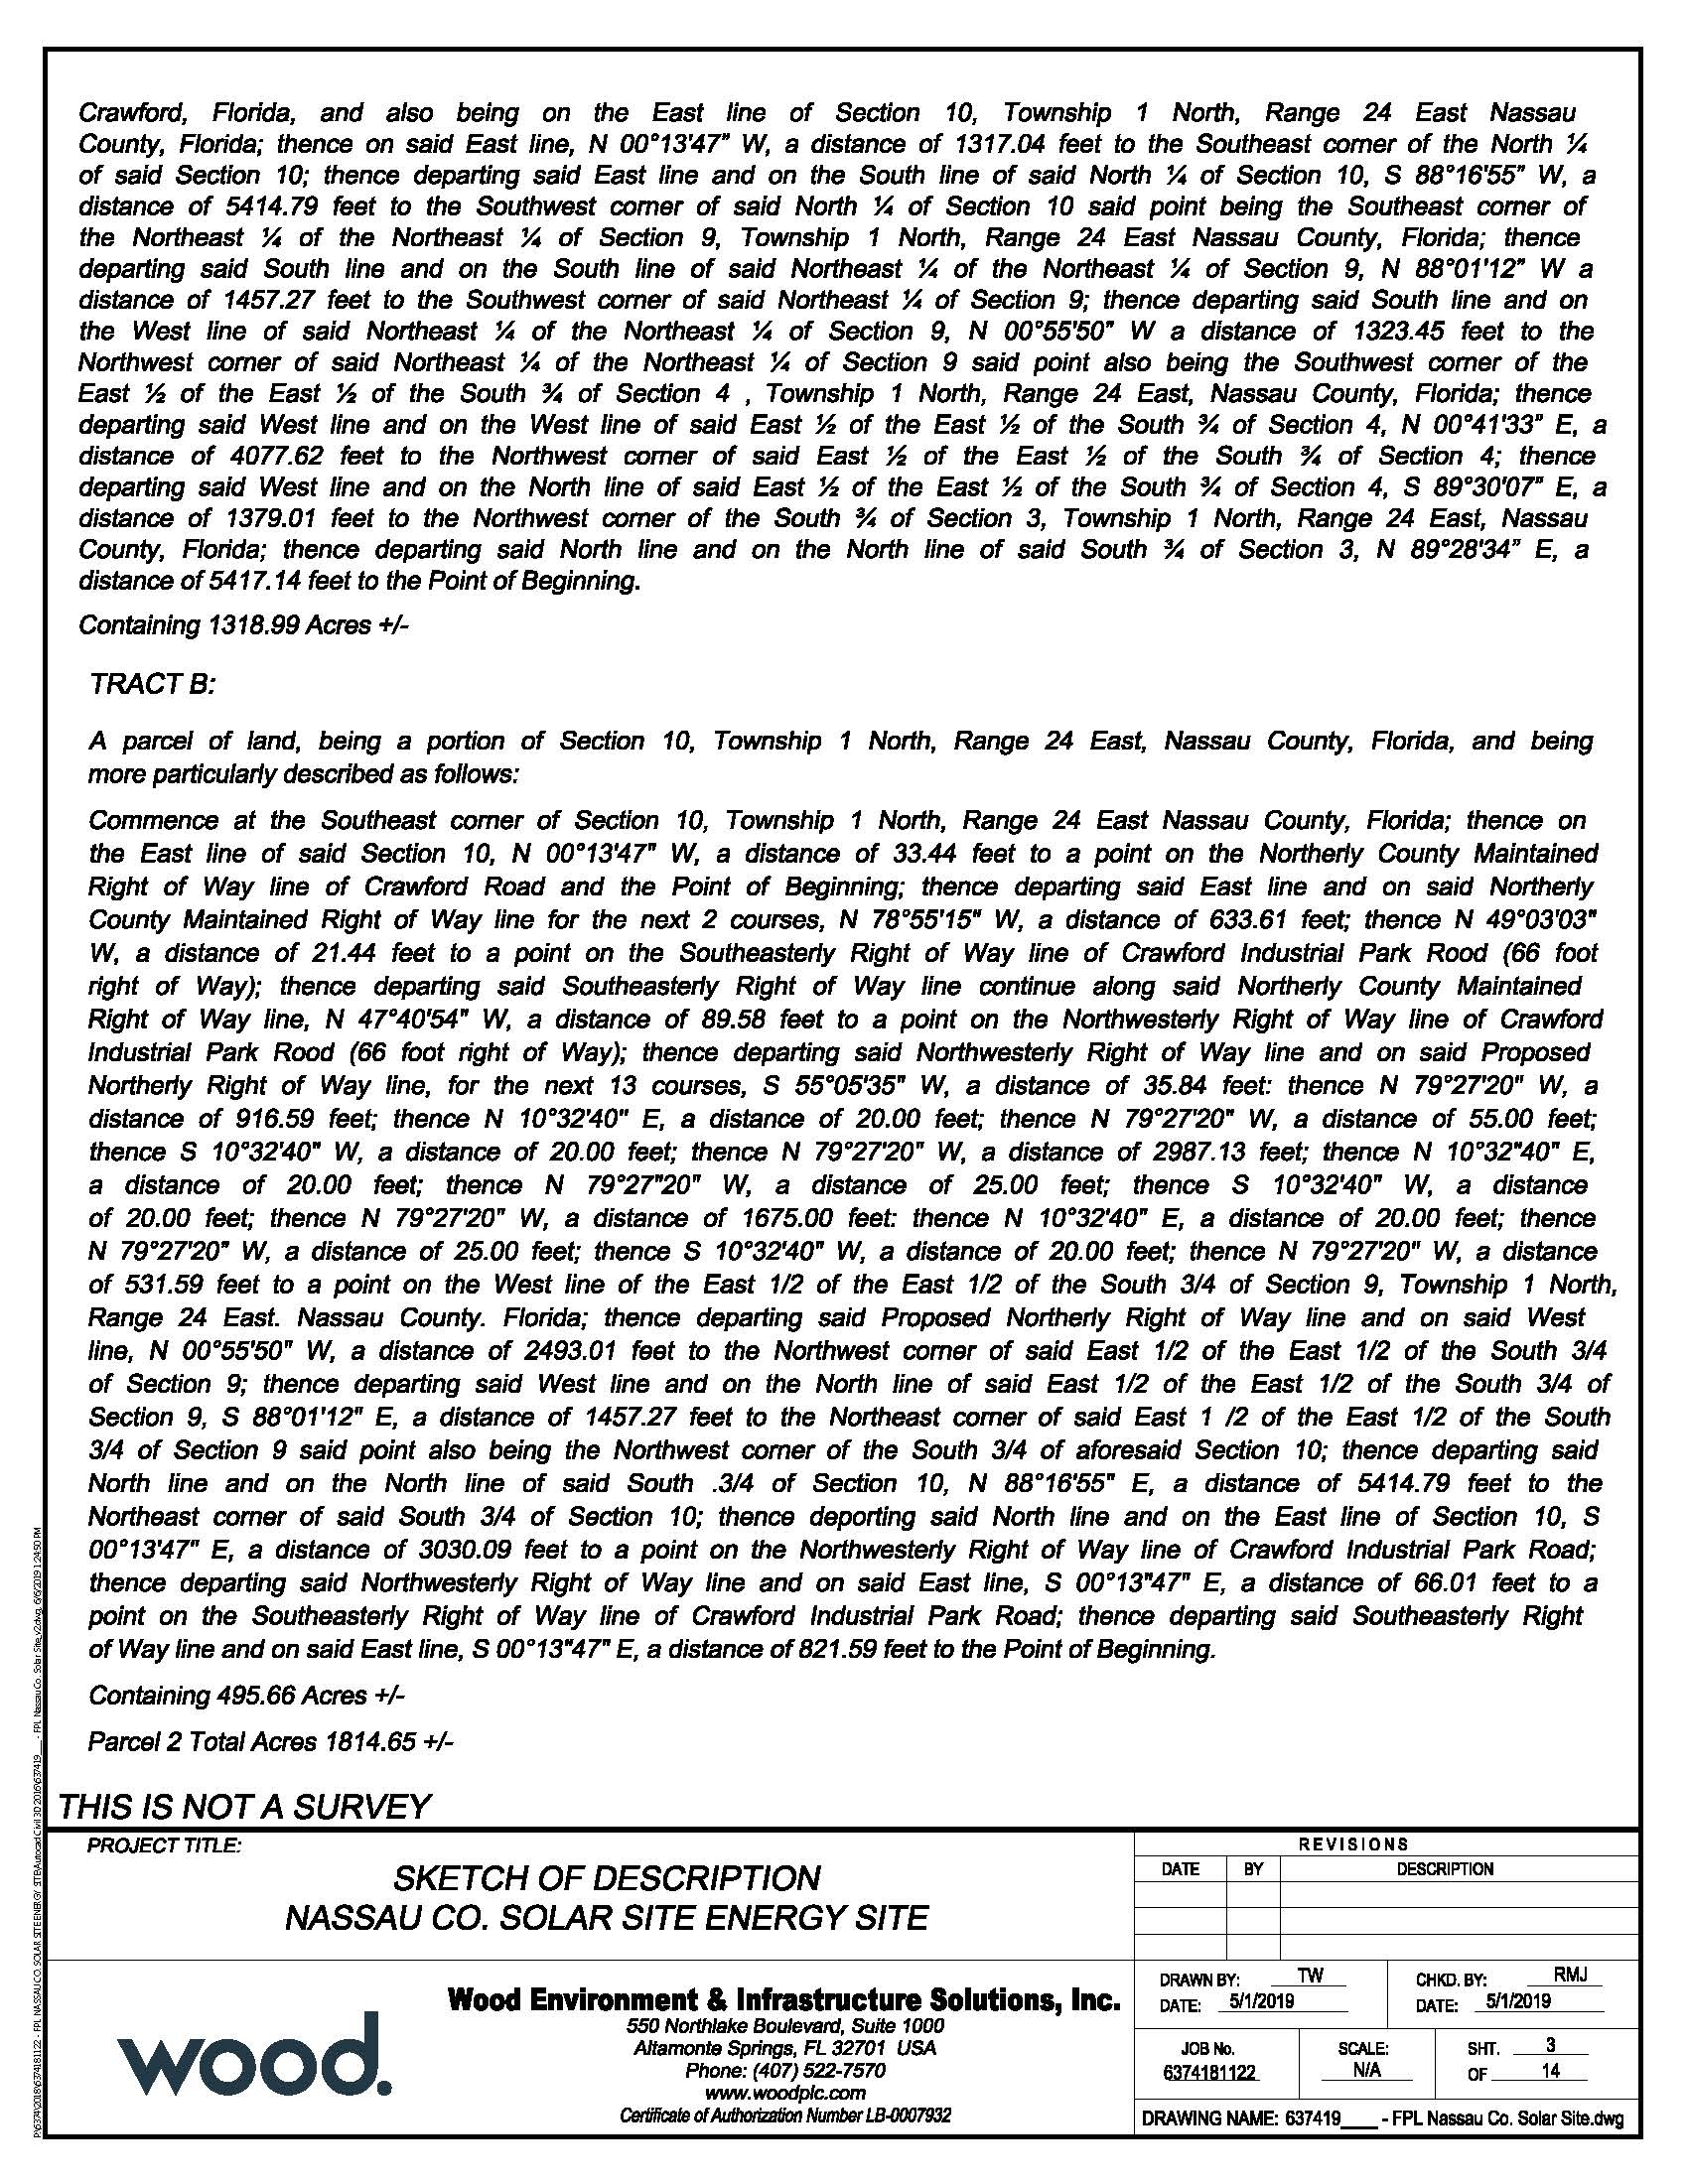 Crawford, Florida, and also being on the East line of Section 10, Township 1 North, Range 24 East Nassau
County, Florida; thence on said East line, N 00°13'47" W, a distance of 1317.04 feet to the Southeast corner of the North ¼
of said Section 10; thence departing said East line and on the South line of said North ¼ of Section 10, S 88°16'55" W, a
distance of 5414.79 feet to the Southwest corner of said North ¼ of Section 10 said point being the Southeast corner of
the Northeast ¼ of the Northeast ¼ of Section 9, Township 1 North, Range 24 East Nassau County, Florida; thence
departing said South line and on the South line of said Northeast ¼ of the Northeast ¼ of Section 9, N 88°01'12" W a
distance of 1457.27 feet to the Southwest corner of said Northeast ¼ of Section 9; thence departing said South line and on
the West line of said Northeast ¼ of the Northeast ¼ of Section 9, N 00°55'50" W a distance of 1323.45 feet to the
Northwest corner of said Northeast ¼ of the Northeast ¼ of Section 9 said point also being the Southwest corner of the
East ½ of the East ½ of the South ¾ of Section 4 , Township 1 North, Range 24 East, Nassau County, Florida; thence
departing said West line and on the West line of said East ½ of the East ½ of the South ¾ of Section 4, N 00°41'33" E, a
distance of 4077.62 feet to the Northwest corner of said East ½ of the East ½ of the South ¾ of Section 4; thence
departing said West line and on the North line of said East ½ of the East ½ of the South ¾ of Section 4, S 89°30'07" E, a
distance of 1379.01 feet to the Northwest corner of the South ¾ of Section 3, Township 1 North, Range 24 East, Nassau
County, Florida; thence departing said North line and on the North line of said South ¾ of Section 3, N 89°28'34" E, a
distance of 5417.14 feet to the Point of Beginning.
Containing 1318.99 Acres +/-
TRACT B:
A parcel of land, being a portion of Section 10, Township 1 North, Range 24 East, Nassau County, Florida, and being
more particularly described as follows:
Commence at the Southeast corner of Section 10, Township 1 North, Range 24 East Nassau County, Florida; thence on
the East line of said Section 10, N 00°13'47" W, a distance of 33.44 feet to a point on the Northerly County Maintained
Right of Way line of Crawford Road and the Point of Beginning; thence departing said East line and on said Northerly
County Maintained Right of Way line for the next 2 courses, N 78°55'15" W, a distance of 633.61 feet; thence N 49°03'03"
W, a distance of 21.44 feet to a point on the Southeasterly Right of Way line of Crawford Industrial Park Rood (66 foot
right of Way); thence departing said Southeasterly Right of Way line continue along said Northerly County Maintained
Right of Way line, N 47°40'54" W, a distance of 89.58 feet to a point on the Northwesterly Right of Way line of Crawford
Industrial Park Rood (66 foot right of Way); thence departing said Northwesterly Right of Way line and on said Proposed
Northerly Right of Way line, for the next 13 courses, S 55°05'35" W, a distance of 35.84 feet: thence N 79°27'20" W, a
distance of 916.59 feet; thence N 10°32'40" E, a distance of 20.00 feet; thence N 79°27'20" W, a distance of 55.00 feet;
thence S 10°32'40" W, a distance of 20.00 feet; thence N 79°27'20" W, a distance of 2987.13 feet; thence N 10°32"40" E,
a distance of 20.00 feet; thence N 79°27"20" W, a distance of 25.00 feet; thence S 10°32'40" W, a distance
of 20.00 feet; thence N 79°27'20" W, a distance of 1675.00 feet: thence N 10°32'40" E, a distance of 20.00 feet; thence
N 79°27'20" W, a distance of 25.00 feet; thence S 10°32'40" W, a distance of 20.00 feet; thence N 79°27'20" W, a distance
of 531.59 feet to a point on the West line of the East 1/2 of the East 1/2 of the South 3/4 of Section 9, Township 1 North,
Range 24 East. Nassau County. Florida; thence departing said Proposed Northerly Right of Way line and on said West
line, N 00°55'50" W, a distance of 2493.01 feet to the Northwest corner of said East 1/2 of the East 1/2 of the South 3/4
of Section 9; thence departing said West line and on the North line of said East 1/2 of the East 1/2 of the South 3/4 of
Section 9, S 88°01'12" E, a distance of 1457.27 feet to the Northeast corner of said East 1 /2 of the East 1/2 of the South
3/4 of Section 9 said point also being the Northwest corner of the South 3/4 of aforesaid Section 10; thence departing said
North line and on the North line of said South .3/4 of Section 10, N 88°16'55" E, a distance of 5414.79 feet to the
Northeast corner of said South 3/4 of Section 10; thence deporting said North line and on the East line of Section 10, S
00°13'47" E, a distance of 3030.09 feet to a point on the Northwesterly Right of Way line of Crawford Industrial Park Road;
thence departing said Northwesterly Right of Way line and on said East line, S 00°13"47" E, a distance of 66.01 feet to a
point on the Southeasterly Right of Way line of Crawford Industrial Park Road; thence departing said Southeasterly Right
of Way line and on said East line, S 00°13"47" E, a distance of 821.59 feet to the Point of Beginning.
Containing 495.66 Acres +/-
Parcel 2 Total Acres 1814.65 +/-
THIS IS NOT A SURVEY
PROJECT TITLE:
SKETCH OF DESCRIPTION
NASSAU CO. SOLAR SITE ENERGY SITE
REVISIONS
DATE BY DESCRIPTION
wood.
Wood Environment & Infrastructure Solutions, Inc.
550 Northlake Boulevard, Suite 1000
Altamonte Springs, FL 32701 USA
Phone: (407) 522-7570
www.woodplc.com
Certificate of Authorization Number LB-0007932
DRAWN BY: TW
DATE: 5/1/2019
CHKD. BY: RMJ
DATE: 5/1/2019
JOB No.
6374181122
SCALE:
N/A
SHT. 3
OF 14
DRAWING NAME: 637419____ - FPL Nassau Co. Solar Site.dwg
P:\6374\2018\6374181122 - FPL NASSAU CO. SOLAR SITE ENERGY SITE\Autocad Civil 3D 2016\637419___ - FPL Nassau Co. Solar Site_v2.dwg, 6/6/2019 1:24:50 PM